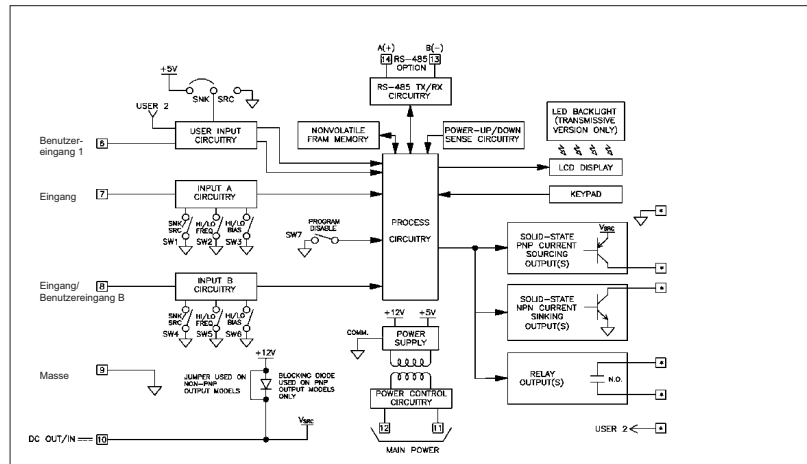 A(+) B(-)
14 RS-485 13
OPTION
+5V
SNK SRC
RS-485 TX/RX
CIRCUITRY
USER 2
LED BACKLIGHT
(TRANSMISSIVE
VERSION ONLY)
Benutzer-
eingang 1
6
USER INPUT
CIRCUITRY
NONVOLATILE
FRAM MEMORY
POWER-UP/DOWN
SENSE CIRCUITRY
LCD DISPLAY
Eingang
7
INPUT A
CIRCUITRY
KEYPAD
PROCESS
CIRCUITRY
SNK
SRC
HI/LO
FREQ
HI/LO
BIAS
SW1 SW2 SW3
PROGRAM
DISABLE
SW7
*
SOLID-STATE
PNP CURRENT
SOURCING
OUTPUT(S)
VSRC
*
Eingang/
Benutzereingang B
8
INPUT B
CIRCUITRY
SNK
SRC
HI/LO
FREQ
HI/LO
BIAS
SW4 SW5 SW6
*
SOLID-STATE
NPN CURRENT
SINKING
OUTPUT(S)
+12V +5V
COMM.
POWER
SUPPLY
Masse
9
+12V
JUMPER USED ON
NON-PNP
OUTPUT MODELS
BLOCKING DIODE
USED ON PNP
OUTPUT MODELS
ONLY
RELAY
OUTPUT(S)
N.O.
*
*
POWER CONTROL
CIRCUITRY
12 11
MAIN POWER
DC OUT/IN
10
VSRC
USER 2
*